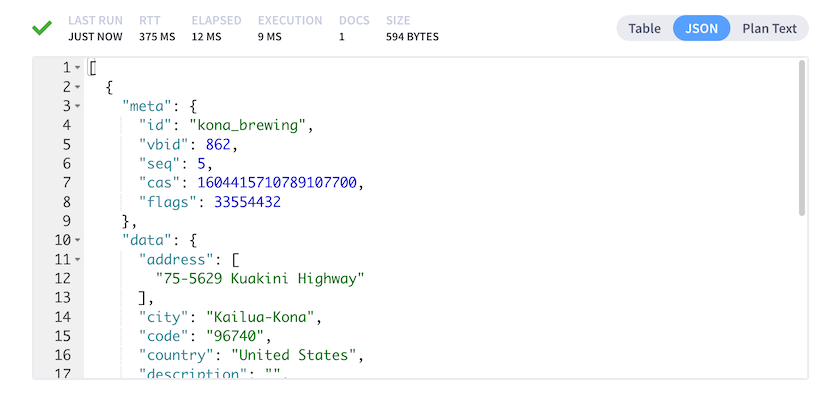 LAST RUN RTT ELAPSED EXECUTION DOCS SIZE
JUST NOW 375 MS 12 MS 9 MS 1 594 BYTES
Table JSON Plan Text
1 [
2 {
3 "meta": {
4 "id": "kona_brewing",
5 "vbid": 862,
6 "seq": 5,
7 "cas": 1604415710789107700,
8 "flags": 33554432
9 },
10 "data": {
11 "address": [
12 "75-5629 Kuakini Highway"
13 ],
14 "city": "Kailua-Kona",
15 "code": "96740",
16 "country": "United States",
17 "description": "",